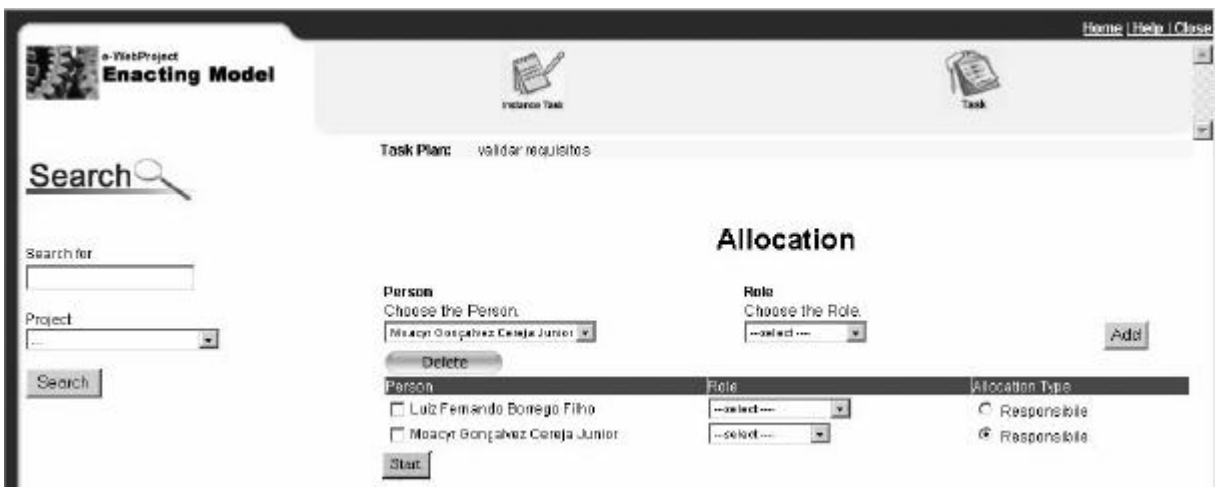 Home | Help | Close
e-WebProject
Enacting Model
Instance Task
Task
Task Plan: validar requisitos
Search
Allocation
Search for
Person
Role
Choose the Person.
Choose the Role.
Project
Moacyr Gonçalvez Cereja Junior
---select ----
Add
...
Delete
Search
Person Role Allocation Type
Luiz Fernando Borrego Filho ---select ---- Responsibile
Moacyr Gonçalvez Cereja Junior ---select ---- Responsibile
Start